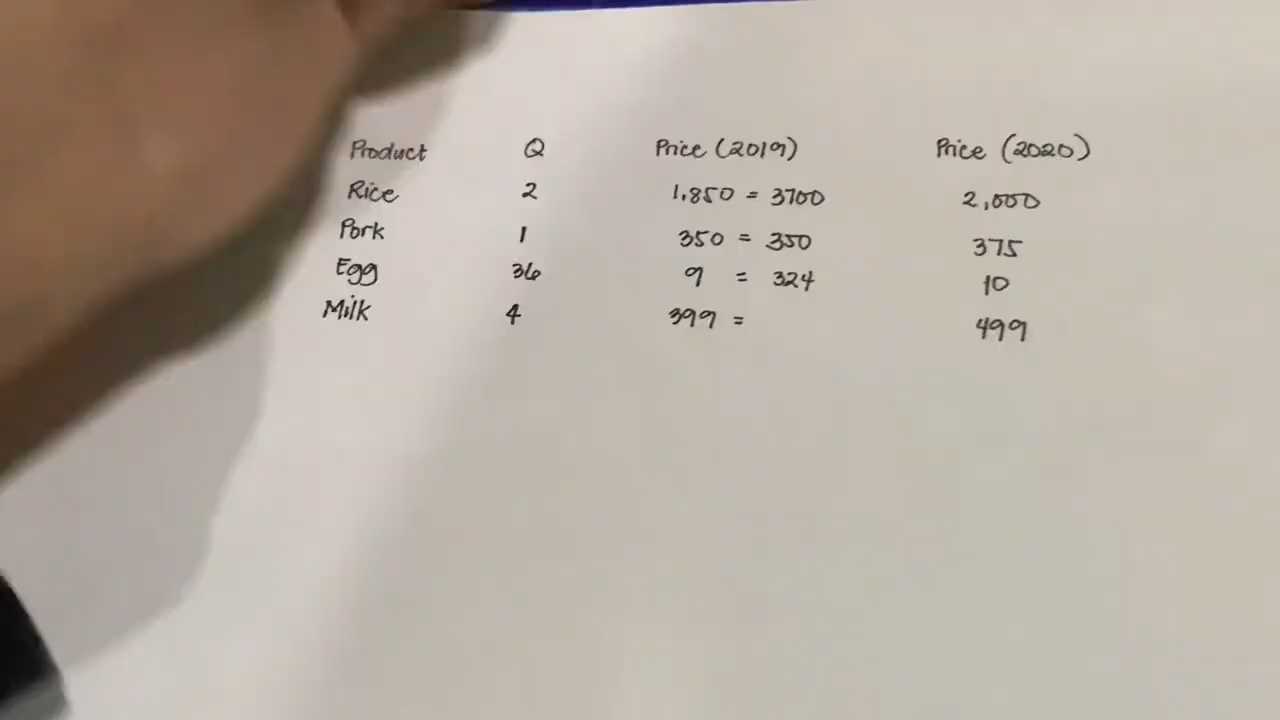 Product Q Price (2019) Price (2020)
Rice 2 1,850 = 3700 2,000
Pork 1 350 = 350 375
Egg 36 9 = 324 10
Milk 4 399 = 499